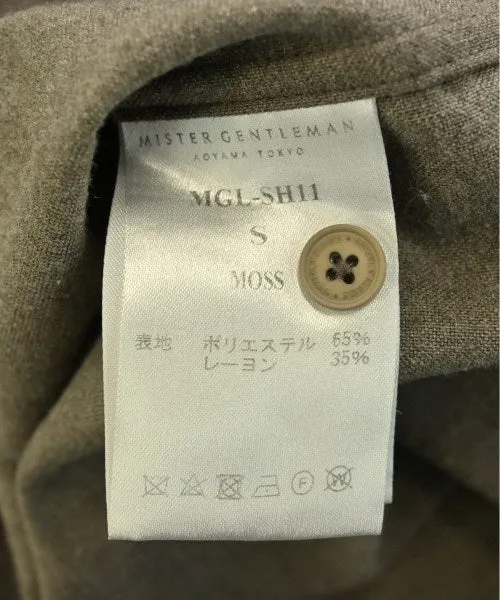 MISTER GENTLEMAN
AOYAMA TOKYO
MGL-SH11
S
MOSS
表地 ポリエステル 65%
レーヨン 35%
F
W